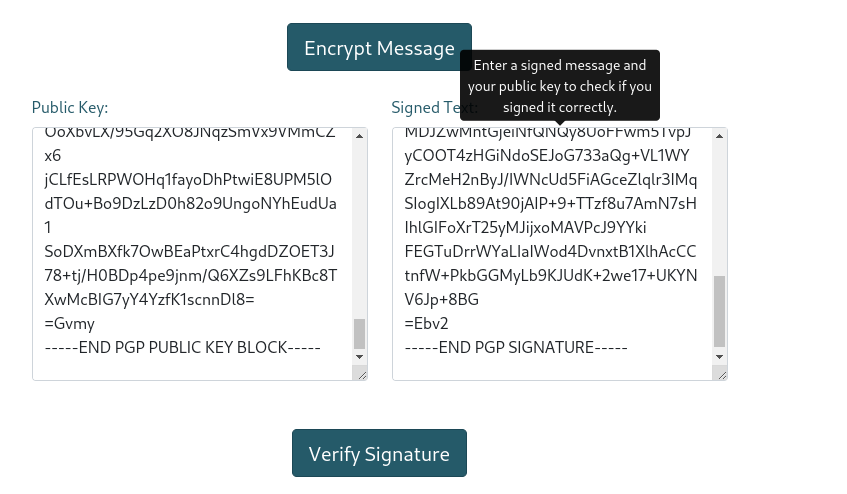 Encrypt Message
Enter a signed message and
your public key to check if you
signed it correctly.
Public Key:
Signed Text:
OoXbvLX/95Gq2XO8JNqzSmVx9VMmCZ
x6
jCLfEsLRPWOHq1fayoDhPtwiE8UPM5lO
dTOu+Bo9DzLzD0h82o9UngoNYhEudUa
1
SoDXmBXfk7OwBEaPtxrC4hgdDZOET3J
78+tj/H0BDp4pe9jnm/Q6XZs9LFhKBc8T
XwMcBIG7yY4YzfK1scnnDl8=
=Gvmy
-----END PGP PUBLIC KEY BLOCK-----
MDJZwMntGjeiNfQNQy8UoFFwm5TvpJ
yCOOT4zHGiNdoSEJoG733aQg+VL1WY
ZrcMeH2nByJ/IWNcUd5FiAGceZlqlr3IMq
SIogIXLb89At90jAIP+9+TTzf8u7AmN7sH
IhlGIFoXrT25yMJijxoMAVPcJ9YYki
FEGTuDrrWYaLIaIWod4DvnxtB1XlhAcCC
tnfW+PkbGGMyLb9KJUdK+2we17+UKYN
V6Jp+8BG
=Ebv2
-----END PGP SIGNATURE-----
Verify Signature